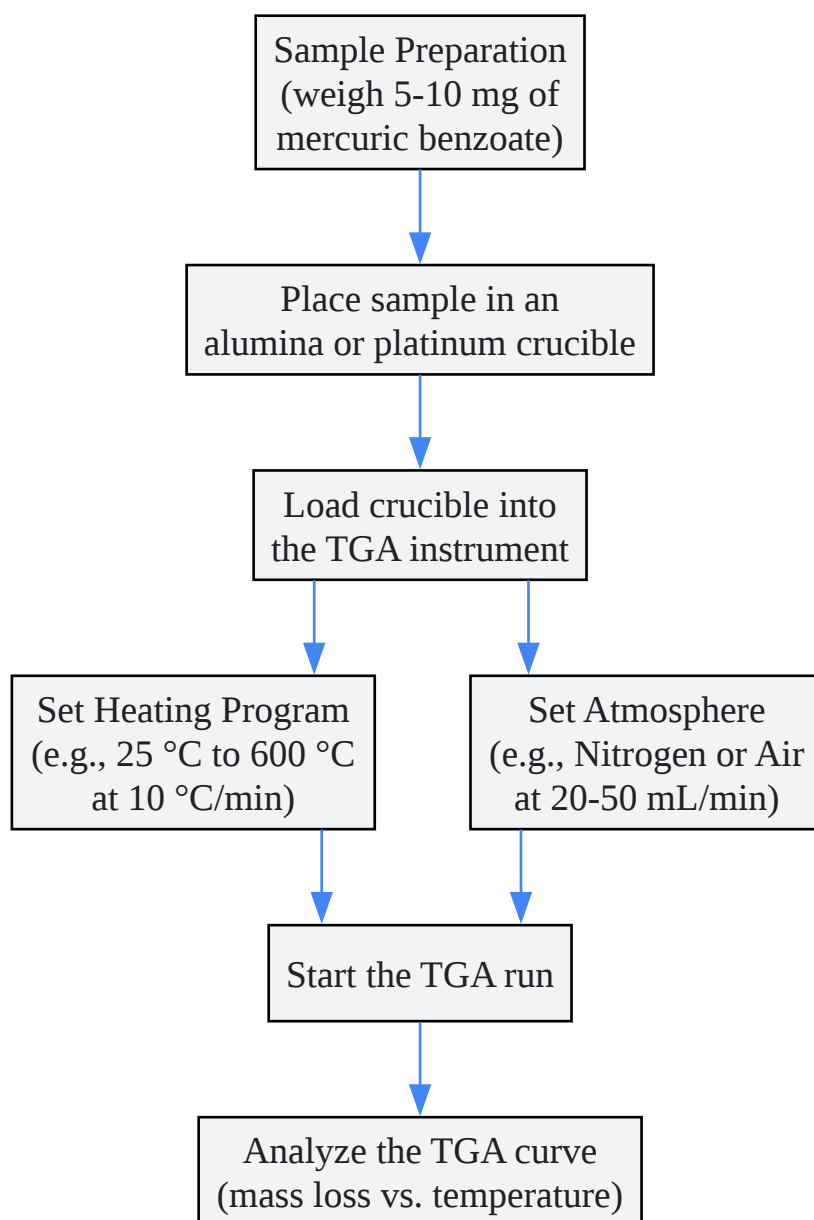 Sample Preparation
(weigh 5-10 mg of
mercuric benzoate)
Place sample in an
alumina or platinum crucible
Load crucible into
the TGA instrument
Set Heating Program
(e.g., 25 °C to 600 °C
at 10 °C/min)
Set Atmosphere
(e.g., Nitrogen or Air
at 20-50 mL/min)
Start the TGA run
Analyze the TGA curve
(mass loss vs. temperature)